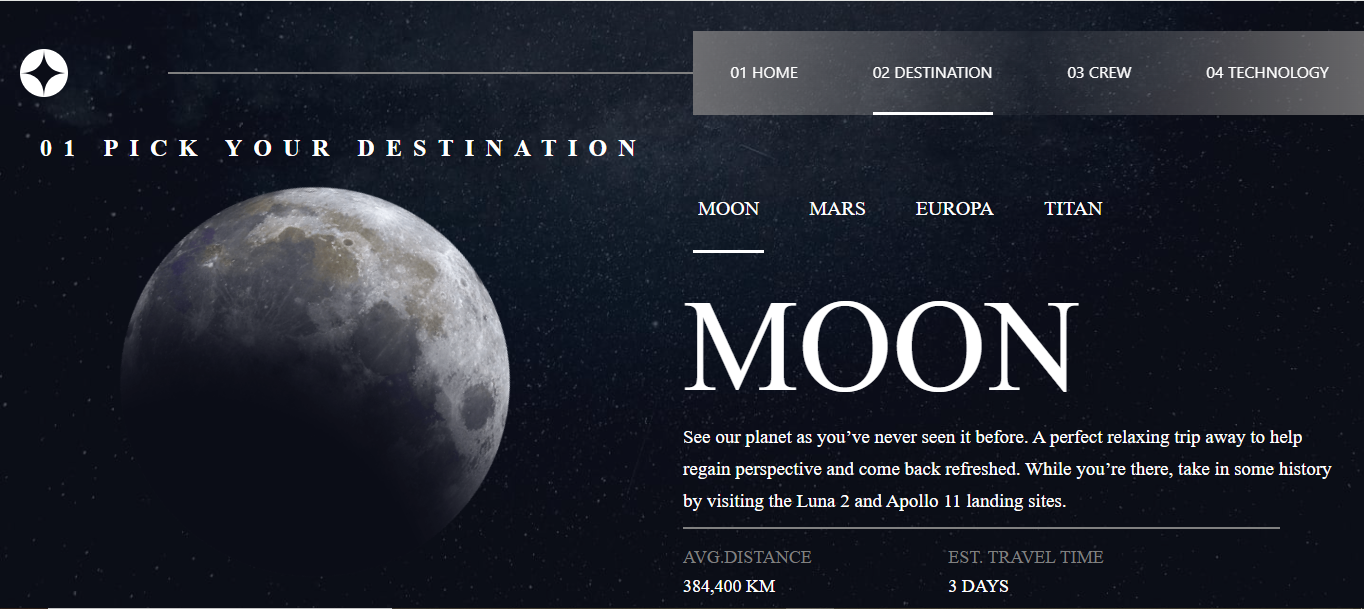 01 HOME
02 DESTINATION
03 CREW
04 TECHNOLOGY
01 PICK YOUR DESTINATION
MOON
MARS
EUROPA
TITAN
MOON
See our planet as you’ve never seen it before. A perfect relaxing trip away to help
regain perspective and come back refreshed. While you’re there, take in some history
by visiting the Luna 2 and Apollo 11 landing sites.
AVG.DISTANCE
384,400 KM
EST. TRAVEL TIME
3 DAYS